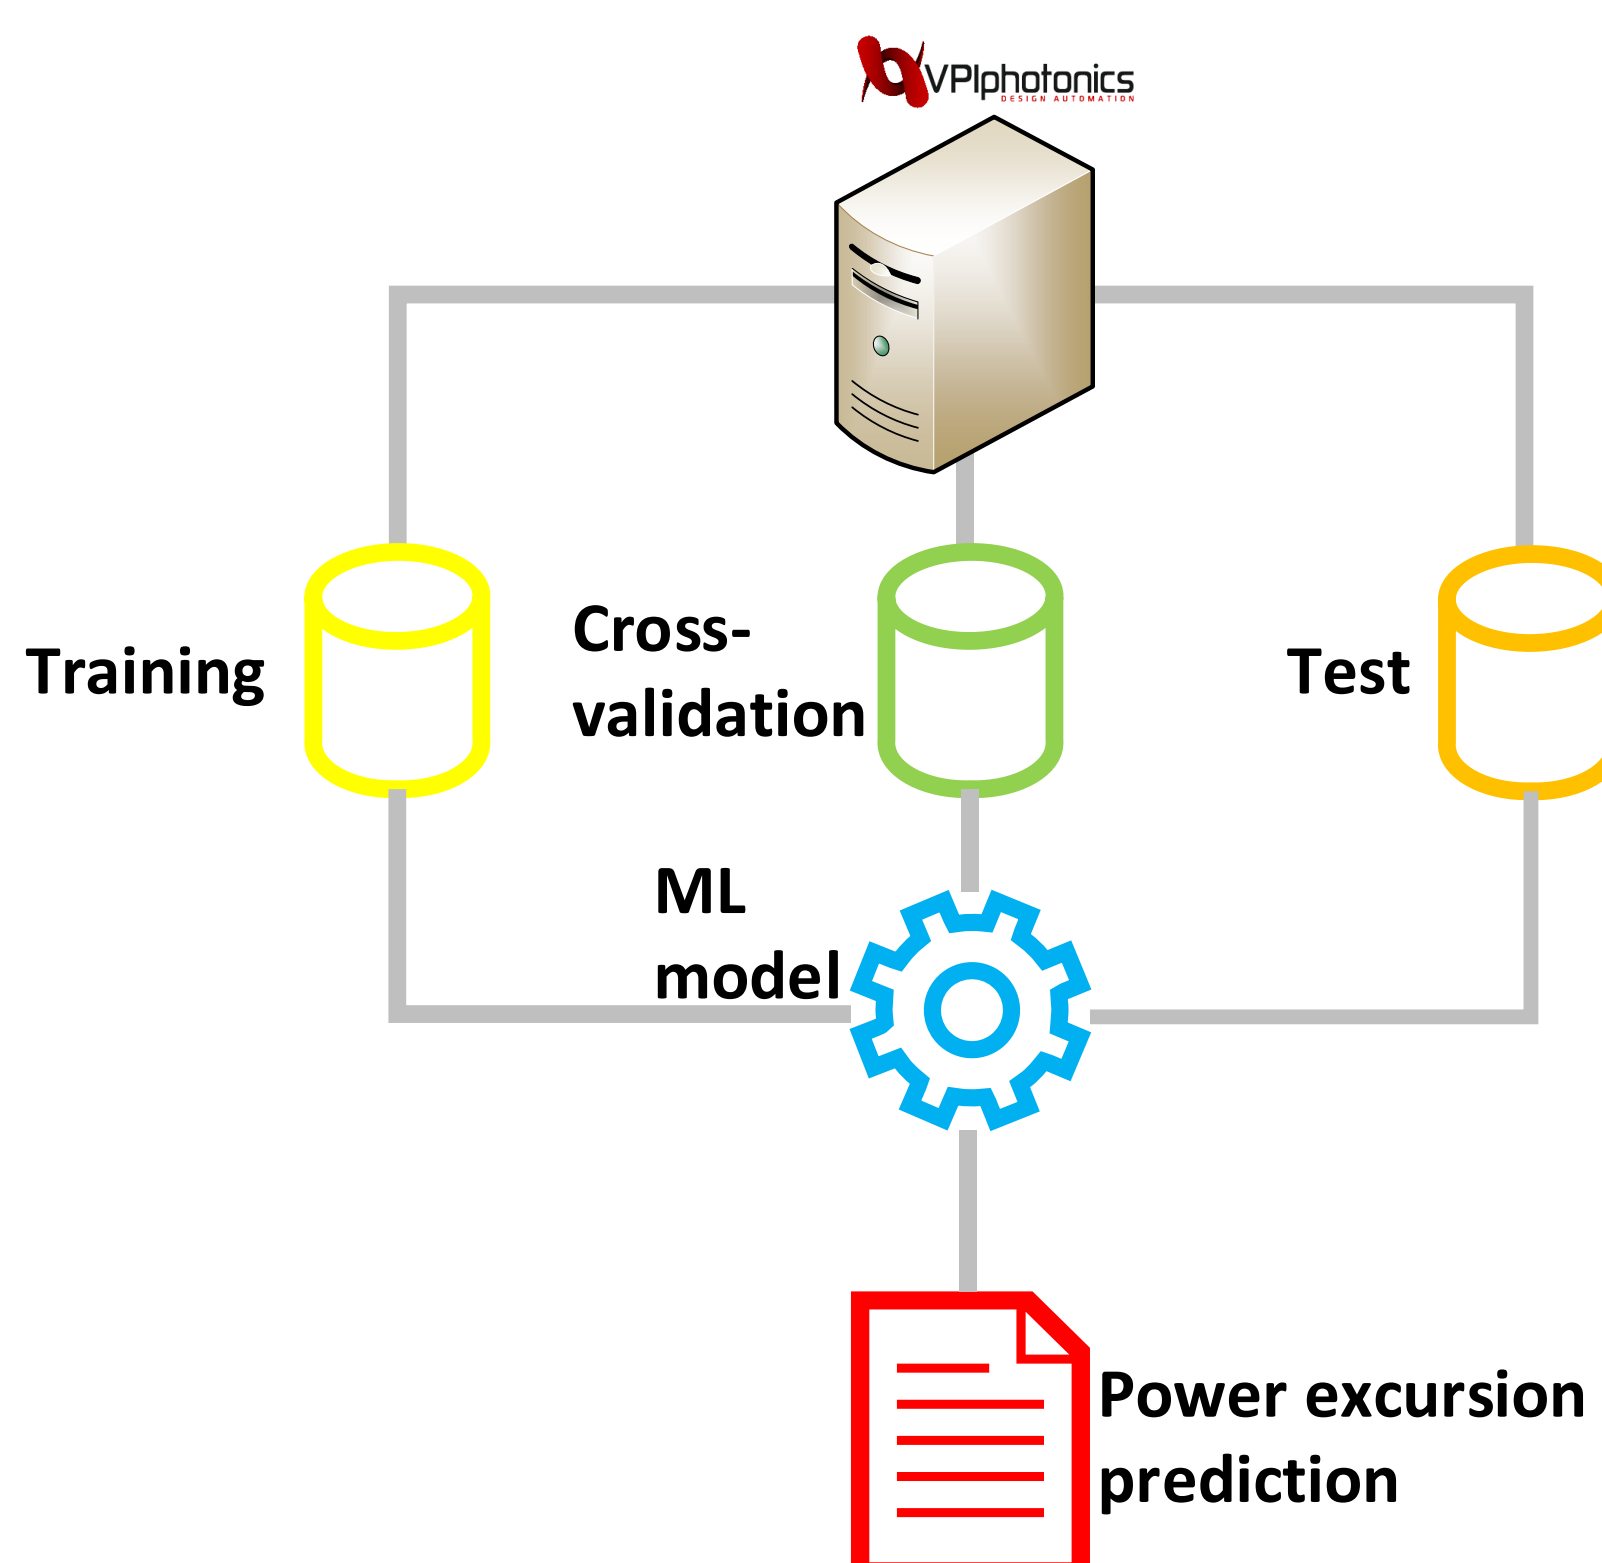 VPIphotonics
DESIGN AUTOMATION
Training
Cross-
validation
Test
ML
model
Power excursion
prediction